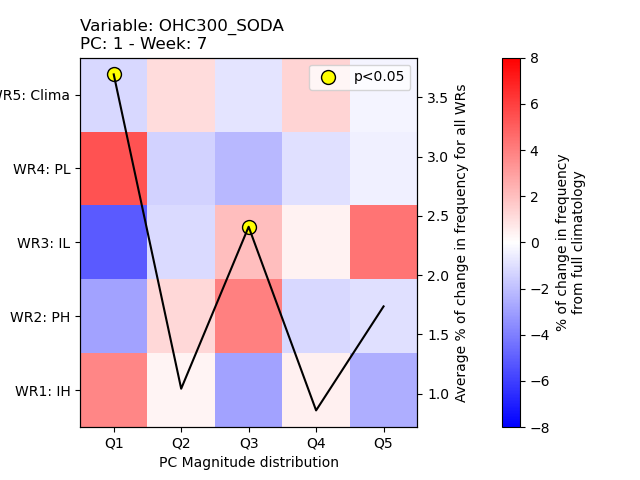 Variable: OHC300_SODA
PC: 1 - Week: 7
p<0.05
WR5: Clima
WR4: PL
WR3: IL
WR2: PH
WR1: IH
Q1 Q2 Q3 Q4 Q5
PC Magnitude distribution
3.5
3.0
2.5
2.0
1.5
1.0
Average % of change in frequency for all WRs
8
6
4
2
0
−2
−4
−6
−8
% of change in frequency
from full climatology